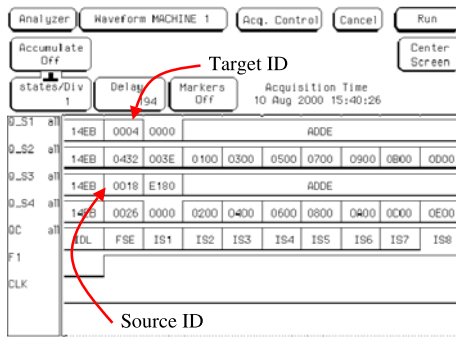 Analyzer Waveform MACHINE 1 Acq. Control Cancel Run
Accumulate Off
Center Screen
Target ID
states/Div 1
Delay 194
Markers Off
Acquisition Time
10 Aug 2000 15:40:26
Q_S1 all 14EB 0004 0000 ADDE
Q_S2 all 14EB 0432 003E 0100 0300 0500 0700 0900 0B00 0D00
Q_S3 all 14EB 0018 E180 ADDE
Q_S4 all 14EB 0026 0000 0200 0400 0600 0800 0A00 0C00 0E00
QC all IDL FSE IS1 IS2 IS3 IS4 IS5 IS6 IS7 IS8
F1
CLK
Source ID